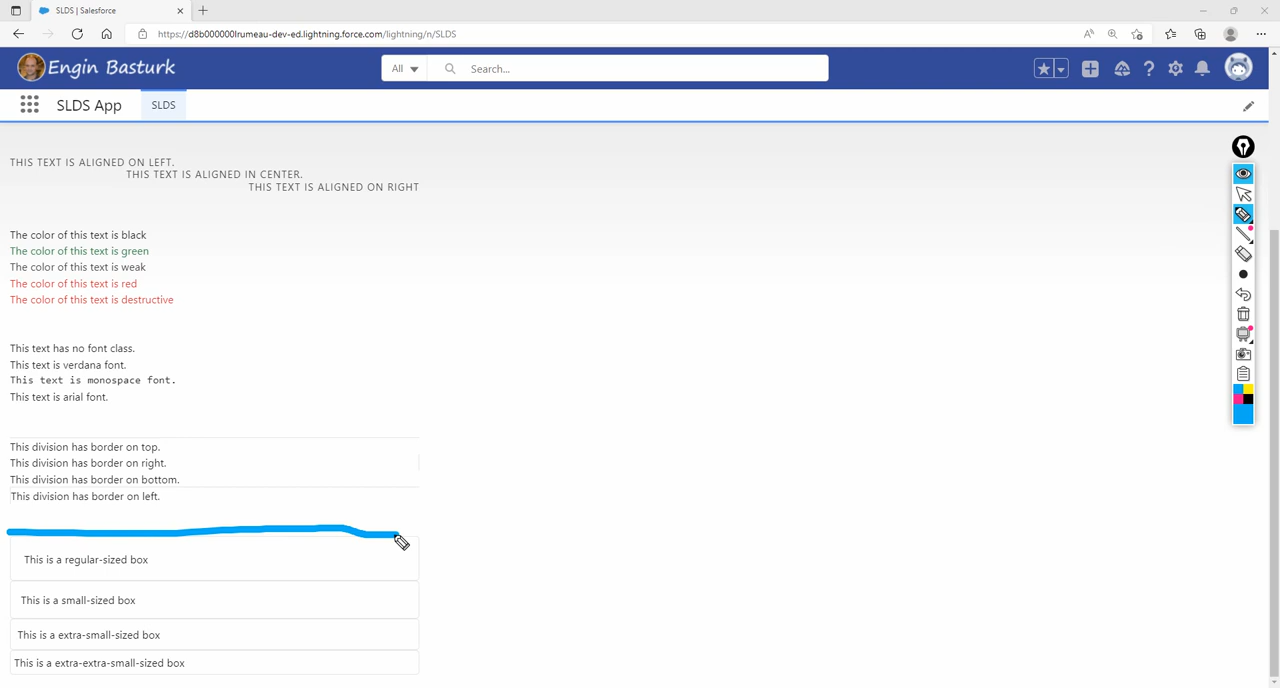 SLDS | Salesforce
https://d8b000000lrumeau-dev-ed.lightning.force.com/lightning/n/SLDS
Engin Basturk
All
Search...
SLDS App
SLDS
THIS TEXT IS ALIGNED ON LEFT.
THIS TEXT IS ALIGNED IN CENTER.
THIS TEXT IS ALIGNED ON RIGHT
The color of this text is black
The color of this text is green
The color of this text is weak
The color of this text is red
The color of this text is destructive
This text has no font class.
This text is verdana font.
This text is monospace font.
This text is arial font.
This division has border on top.
This division has border on right.
This division has border on bottom.
This division has border on left.
This is a regular-sized box
This is a small-sized box
This is a extra-small-sized box
This is a extra-extra-small-sized box